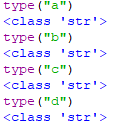 type("a")
<class 'str'>
type("b")
<class 'str'>
type("c")
<class 'str'>
type("d")
<class 'str'>